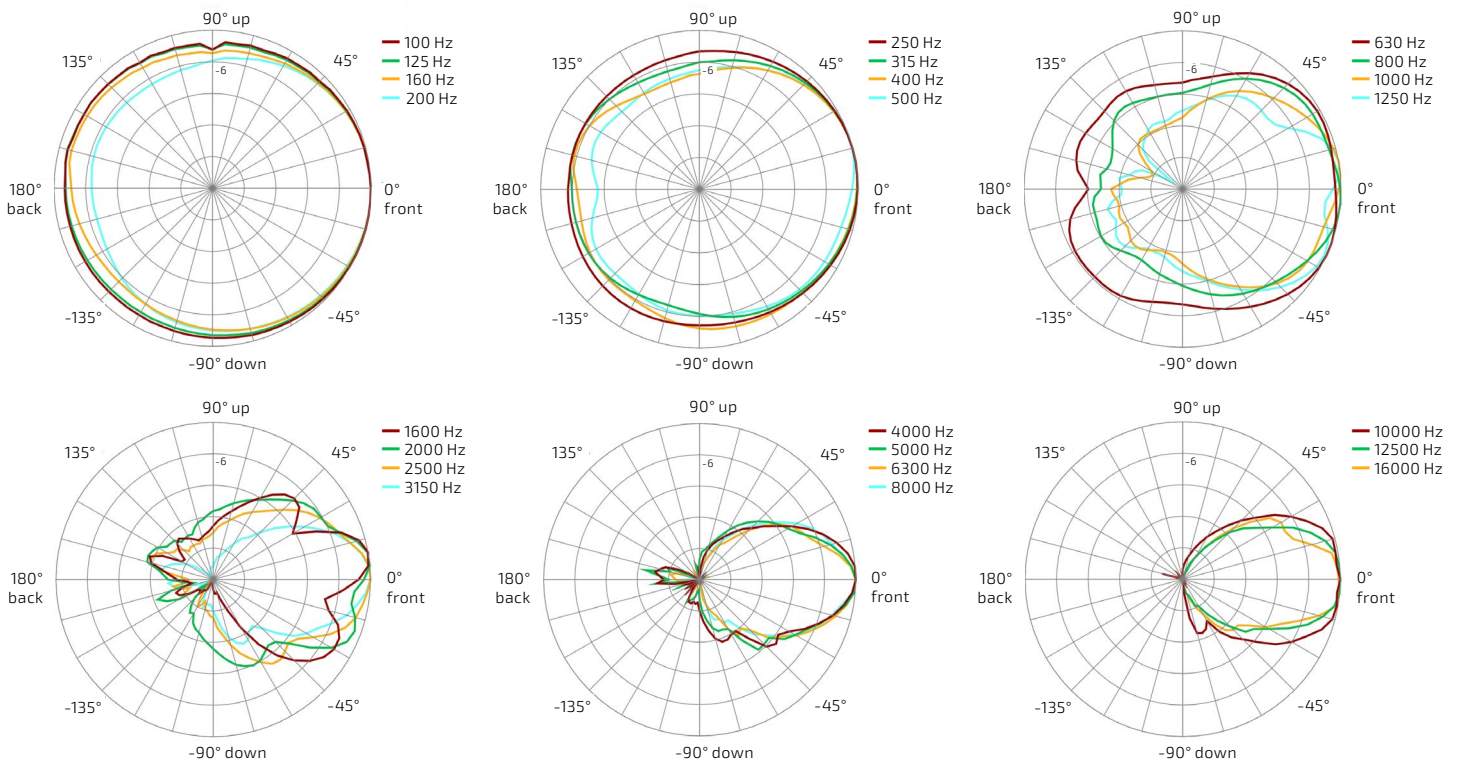 90° up
135°
45°
-6
180°
back
0°
front
-135°
-45°
-90° down
100 Hz
125 Hz
160 Hz
200 Hz
90° up
135°
45°
-6
180°
back
0°
front
-135°
-45°
-90° down
250 Hz
315 Hz
400 Hz
500 Hz
90° up
135°
45°
-6
180°
back
0°
front
-135°
-45°
-90° down
630 Hz
800 Hz
1000 Hz
1250 Hz
90° up
135°
45°
-6
180°
back
0°
front
-135°
-45°
-90° down
1600 Hz
2000 Hz
2500 Hz
3150 Hz
90° up
135°
45°
-6
180°
back
0°
front
-135°
-45°
-90° down
4000 Hz
5000 Hz
6300 Hz
8000 Hz
90° up
135°
45°
-6
180°
back
0°
front
-135°
-45°
-90° down
10000 Hz
12500 Hz
16000 Hz